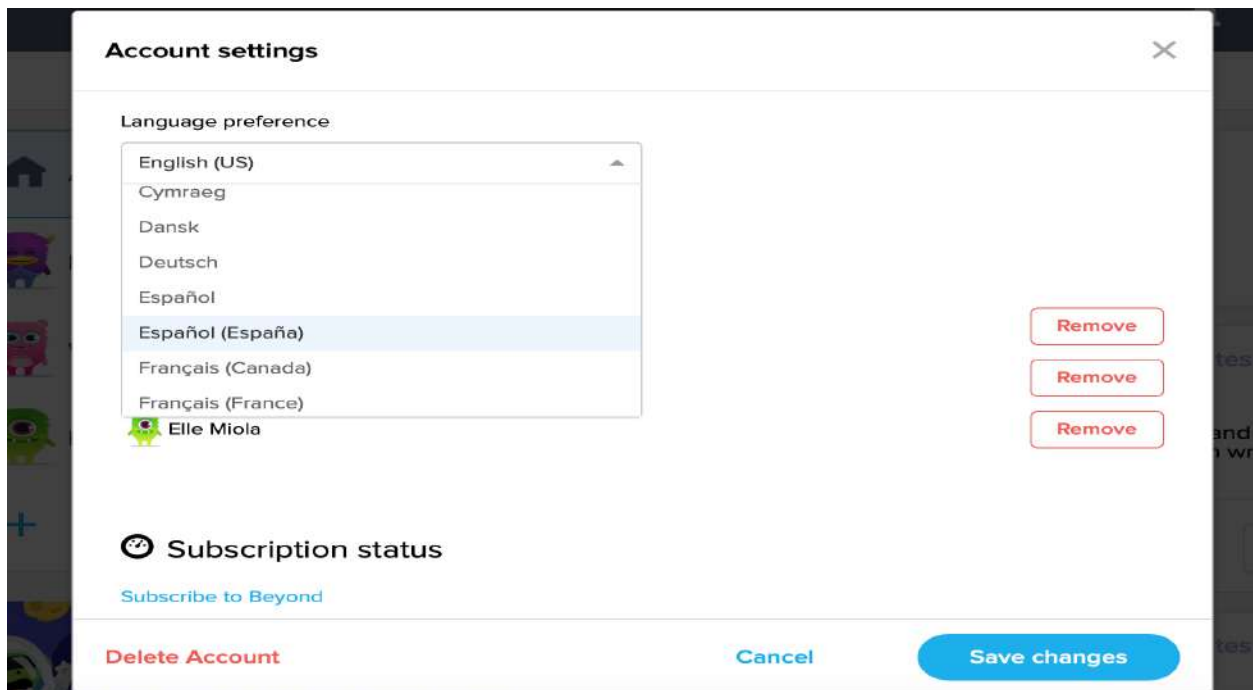 Account settings
Language preference
English (US)
Cymraeg
Dansk
Deutsch
Español
Español (España)
Remove
Français (Canada)
Remove
Français (France)
Elle Miola
Remove
Subscription status
Subscribe to Beyond
Delete Account
Cancel
Save changes